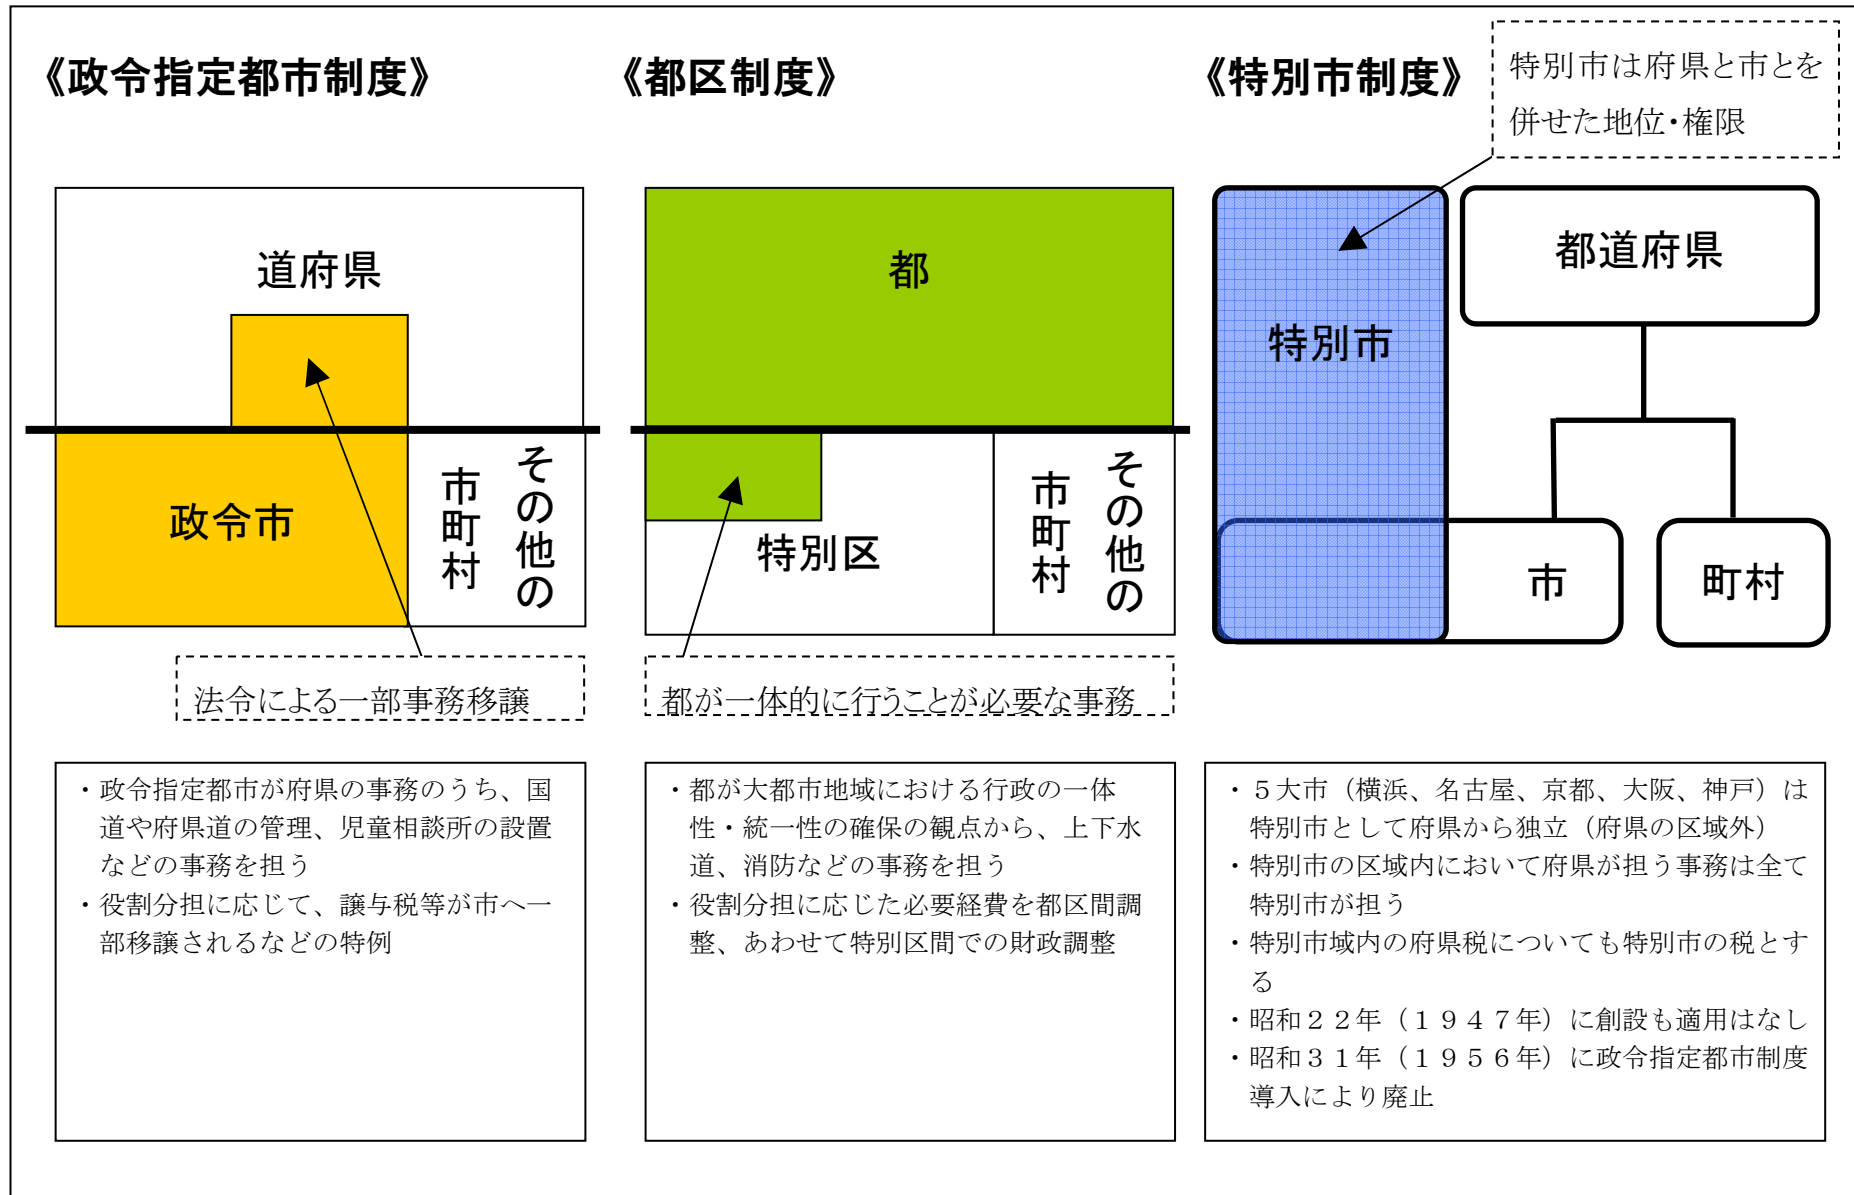 《政令指定都市制度》
道府県
政令市
その他の
市町村
法令による一部事務移譲
・政令指定都市が府県の事務のうち、国
道や府県道の管理、児童相談所の設置
などの事務を担う
・役割分担に応じて、譲与税等が市へ一
部移譲されるなどの特例
《都区制度》
都
特別区
その他の
市町村
都が一体的に行うことが必要な事務
・都が大都市地域における行政の一体
性・統一性の確保の観点から、上下水
道、消防などの事務を担う
・役割分担に応じた必要経費を都区間調
整、あわせて特別区間での財政調整
《特別市制度》
特別市は府県と市とを
併せた地位・権限
特別市
都道府県
市
町村
・５大市（横浜、名古屋、京都、大阪、神戸）は
特別市として府県から独立（府県の区域外）
・特別市の区域内において府県が担う事務は全て
特別市が担う
・特別市域内の府県税についても特別市の税とす
る
・昭和２２年（１９４７年）に創設も適用はなし
・昭和３１年（１９５６年）に政令指定都市制度
導入により廃止